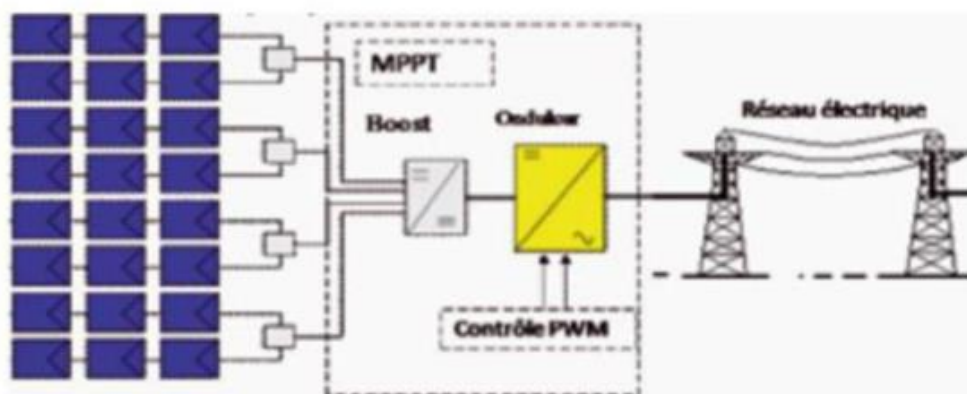 MPPT
Boost
Onduleur
Réseau électrique
Contrôle PWM